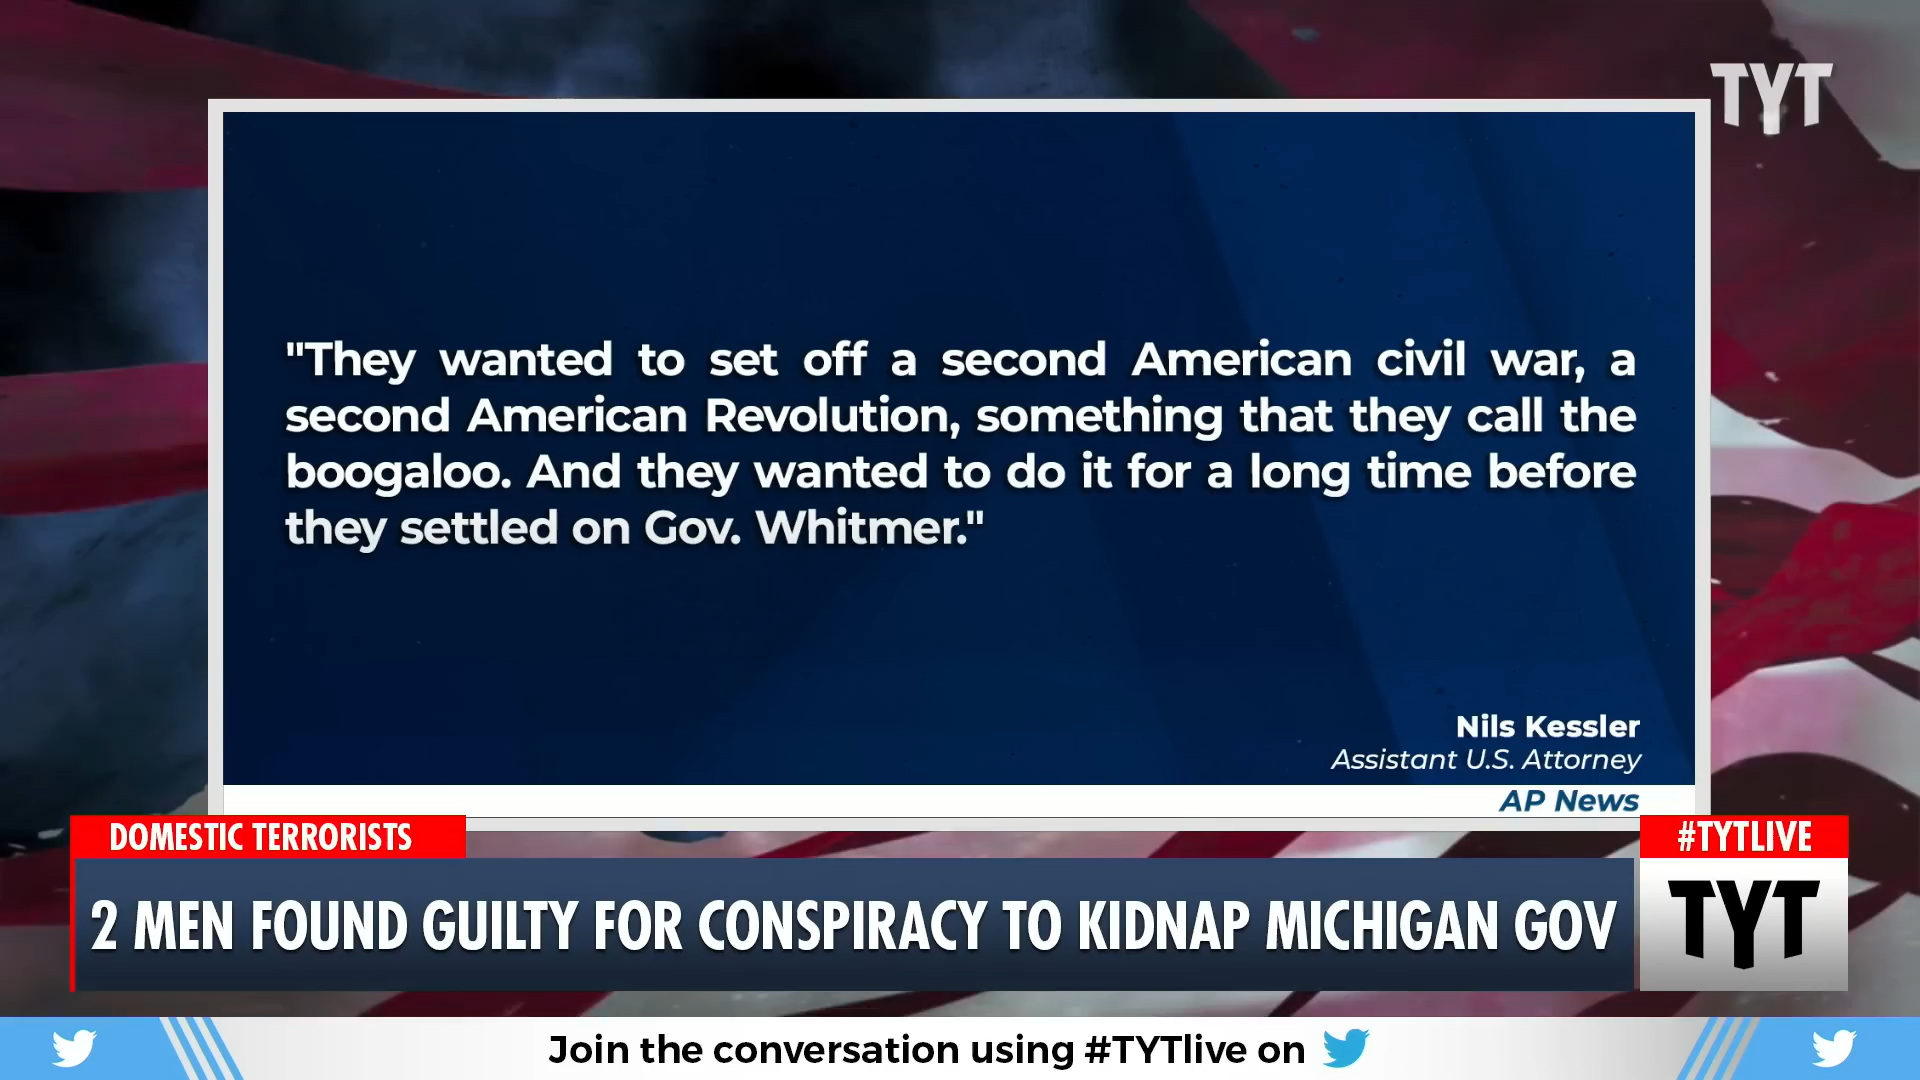 TYT
"They wanted to set off a second American civil war, a
second American Revolution, something that they call the
boogaloo. And they wanted to do it for a long time before
they settled on Gov. Whitmer."
Nils Kessler
Assistant U.S. Attorney
AP News
DOMESTIC TERRORISTS
#TYTLIVE
2 MEN FOUND GUILTY FOR CONSPIRACY TO KIDNAP MICHIGAN GOV
TYT
Join the conversation using #TYTlive on